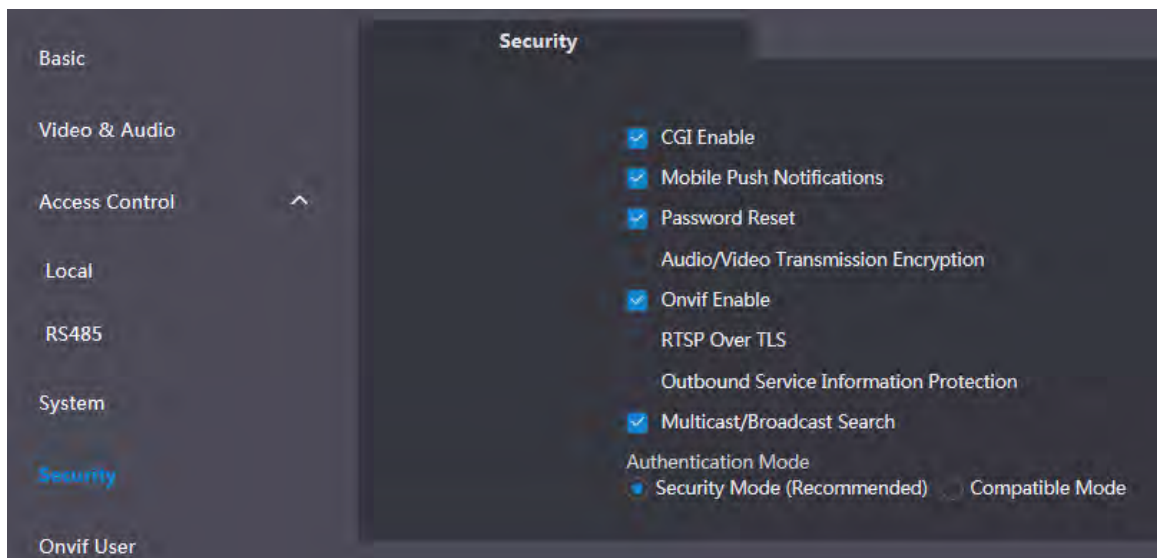 Basic
Video & Audio
Access Control
Local
RS485
System
Security
Onvif User
Security
CGI Enable
Mobile Push Notifications
Password Reset
Audio/Video Transmission Encryption
Onvif Enable
RTSP Over TLS
Outbound Service Information Protection
Multicast/Broadcast Search
Authentication Mode
Security Mode (Recommended) Compatible Mode